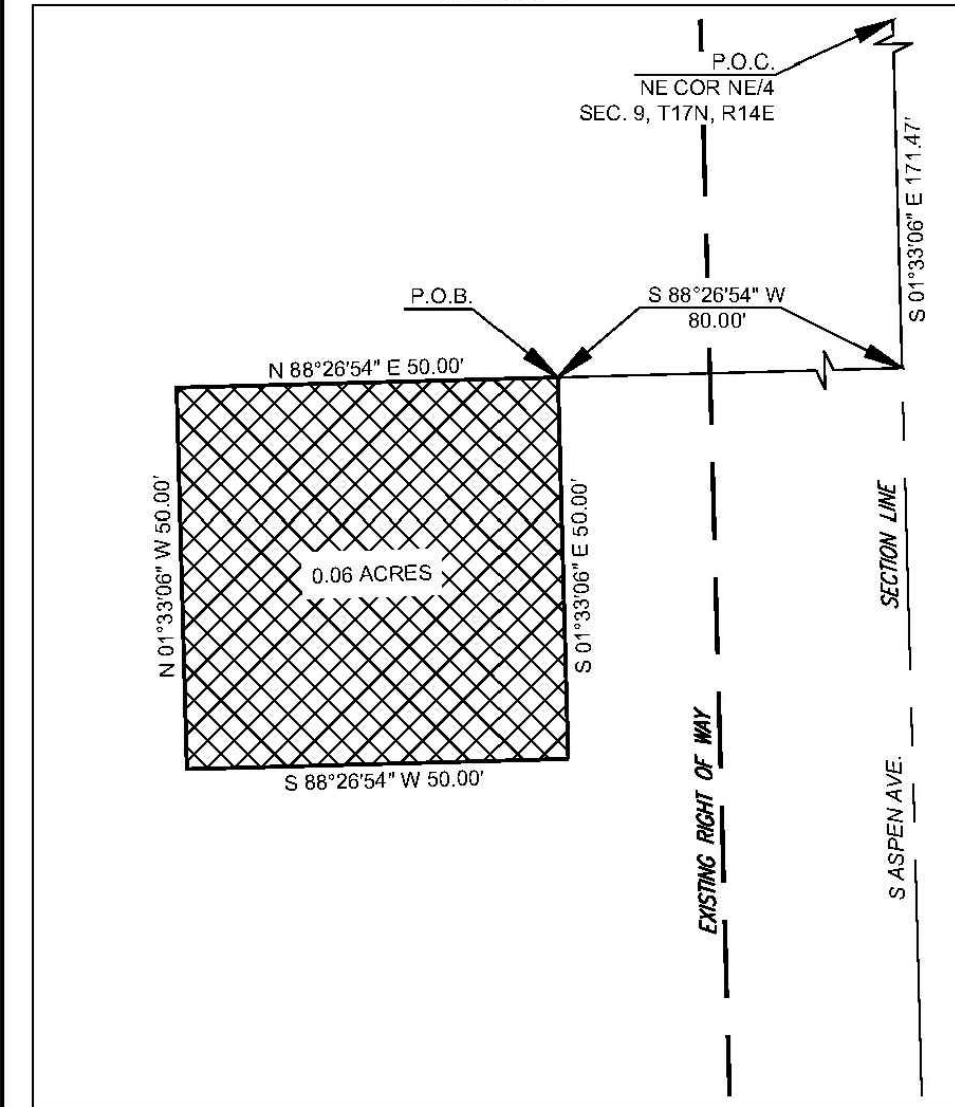 P.O.C.
NE COR NE/4
SEC. 9, T17N, R14E
S 01°33'06" E 171.47'
P.O.B.
S 88°26'54" W
80.00'
N 88°26'54" E 50.00'
N 01°33'06" W 50.00'
0.06 ACRES
S 01°33'06" E 50.00'
S 88°26'54" W 50.00'
EXISTING RIGHT OF WAY
SECTION LINE
S ASPEN AVE.